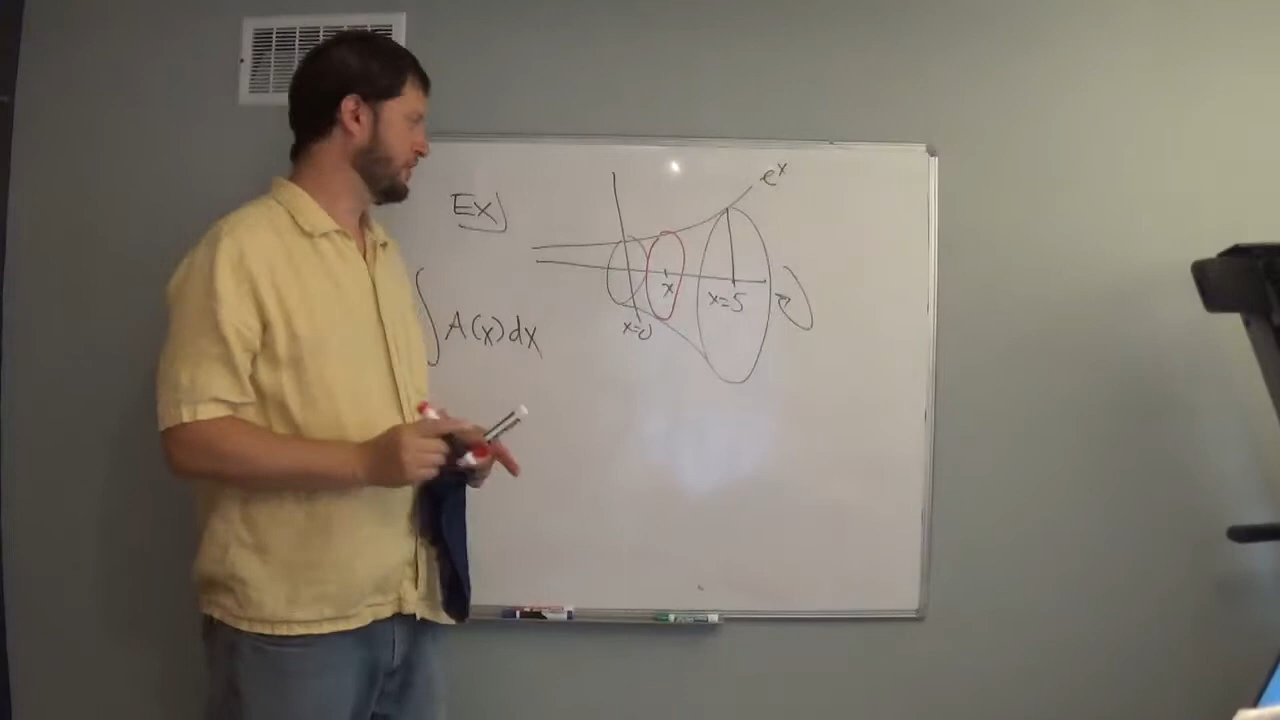 Ex)
e^x
x
x=5
x=0
∫ A(x) dx